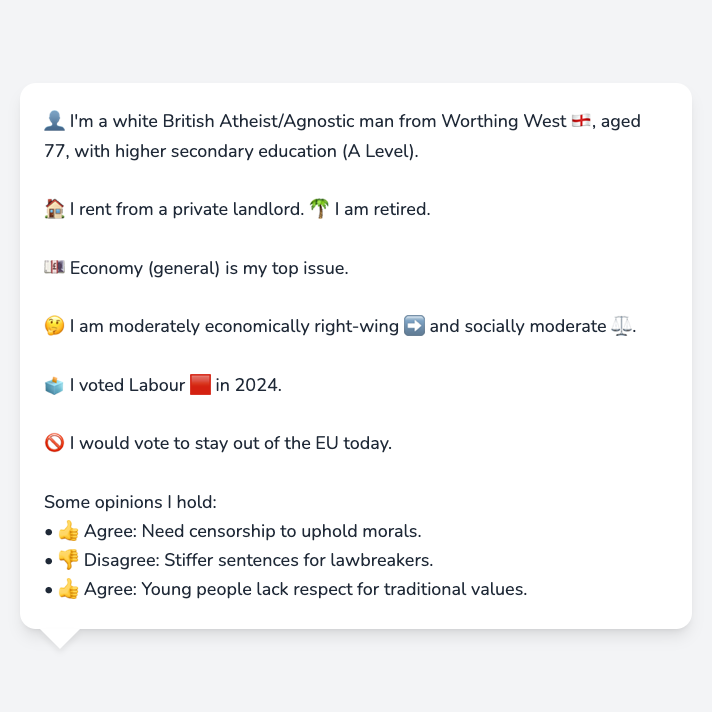 👤 I'm a white British Atheist/Agnostic man from Worthing West 🏴󠁧󠁢󠁥󠁮󠁧󠁿, aged
77, with higher secondary education (A Level).
🏠 I rent from a private landlord. 🌴 I am retired.
💷 Economy (general) is my top issue.
🤔 I am moderately economically right-wing ➡️ and socially moderate ⚖️.
🗳️ I voted Labour 🟥 in 2024.
🚫 I would vote to stay out of the EU today.
Some opinions I hold:
• 👍 Agree: Need censorship to uphold morals.
• 👎 Disagree: Stiffer sentences for lawbreakers.
• 👍 Agree: Young people lack respect for traditional values.